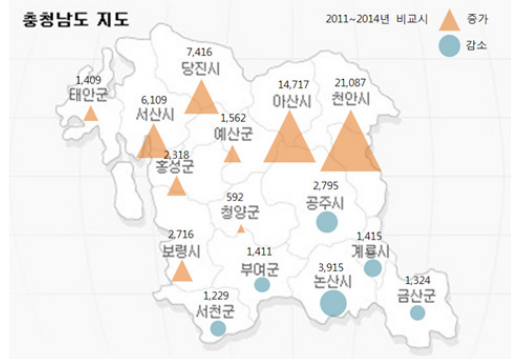 충청남도 지도
2011~2014년 비교시
증가
감소
7,416
당진시
1,409
태안군
6,109
서산시
14,717
아산시
21,087
천안시
1,562
예산군
2,318
홍성군
592
청양군
2,795
공주시
2,716
보령시
1,411
부여군
1,415
계룡시
3,915
논산시
1,324
금산군
1,229
서천군